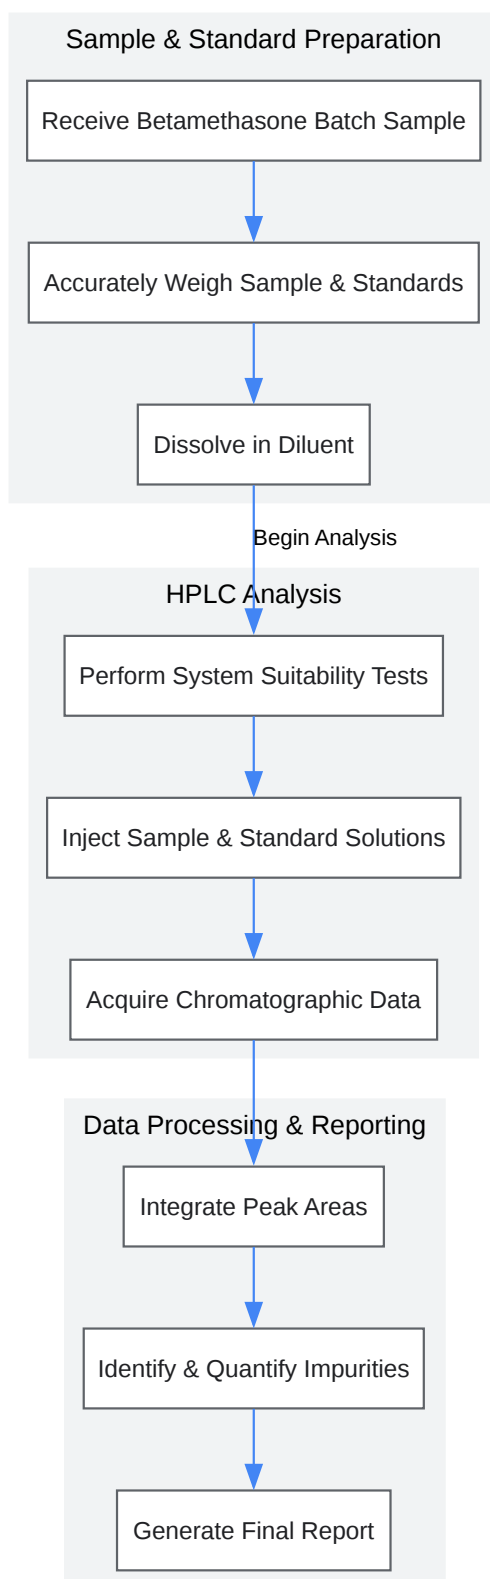 Sample & Standard Preparation
Receive Betamethasone Batch Sample
Accurately Weigh Sample & Standards
Dissolve in Diluent
Begin Analysis
HPLC Analysis
Perform System Suitability Tests
Inject Sample & Standard Solutions
Acquire Chromatographic Data
Data Processing & Reporting
Integrate Peak Areas
Identify & Quantify Impurities
Generate Final Report